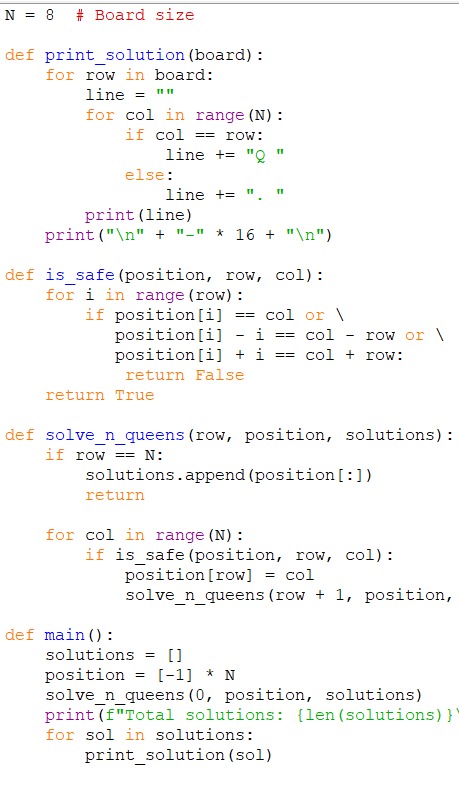 N = 8  # Board size

def print_solution(board):
    for row in board:
        line = ""
        for col in range(N):
            if col == row:
                line += "Q "
            else:
                line += ". "
        print(line)
    print("\n" + "-" * 16 + "\n")

def is_safe(position, row, col):
    for i in range(row):
        if position[i] == col or \
           position[i] - i == col - row or \
           position[i] + i == col + row:
            return False
    return True

def solve_n_queens(row, position, solutions):
    if row == N:
        solutions.append(position[:])
        return

    for col in range(N):
        if is_safe(position, row, col):
            position[row] = col
            solve_n_queens(row + 1, position,

def main():
    solutions = []
    position = [-1] * N
    solve_n_queens(0, position, solutions)
    print(f"Total solutions: {len(solutions)}\
    for sol in solutions:
        print_solution(sol)